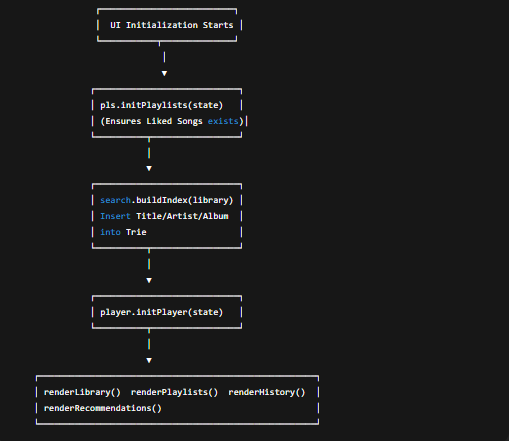 UI Initialization Starts
pls.initPlaylists(state)
(Ensures Liked Songs exists)
search.buildIndex(library)
Insert Title/Artist/Album
into Trie
player.initPlayer(state)
renderLibrary() renderPlaylists() renderHistory()
renderRecommendations()